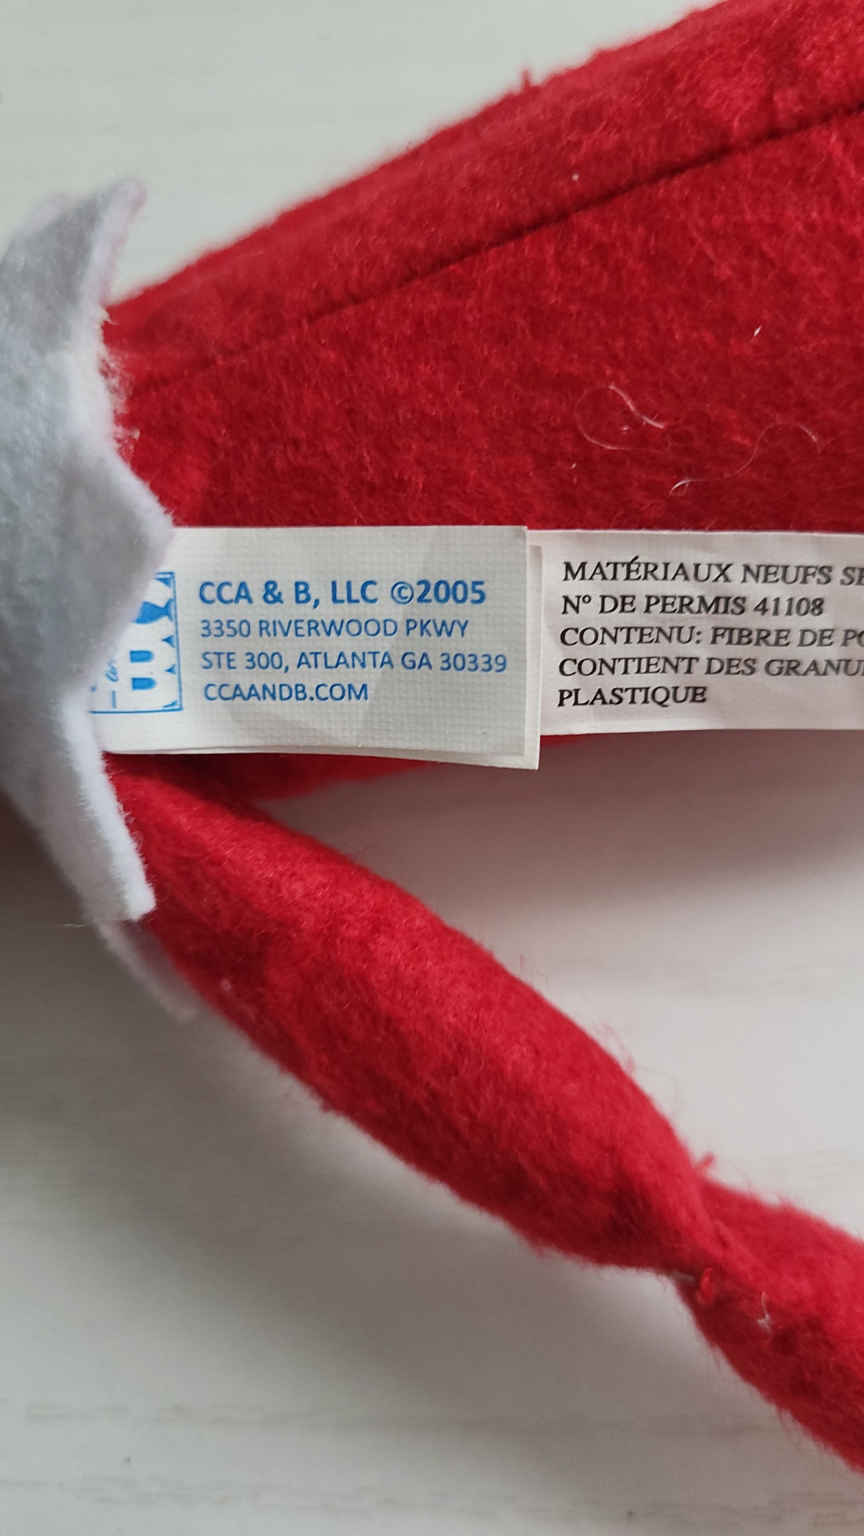 CCA & B, LLC ©2005
3350 RIVERWOOD PKWY
STE 300, ATLANTA GA 30339
CCAANDB.COM
MATÉRIAUX NEUFS
Nº DE PERMIS 41108
CONTENU: FIBRE DE
CONTIENT DES
PLASTIQUE